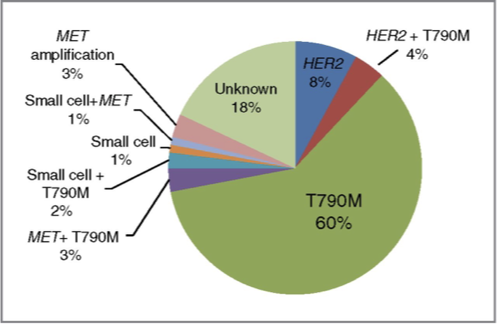 HER2 + T790M
4%
HER2
8%
T790M
60%
MET+ T790M
3%
Small cell +
T790M
2%
Small cell
1%
Small cell+MET
1%
MET
amplification
3%
Unknown
18%